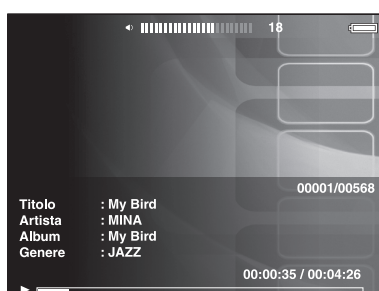 18
00001/00568
Titolo : My Bird
Artista : MINA
Album : My Bird
Genere : JAZZ
00:00:35 / 00:04:26